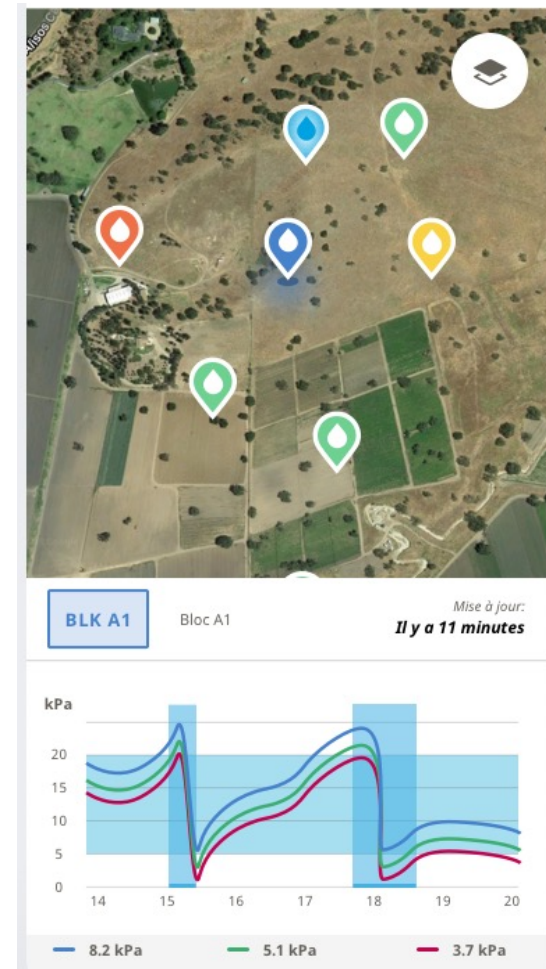 BLK A1
Bloc A1
Mise à jour:
Il y a 11 minutes
kPa
20
15
10
5
0
14 15 16 17 18 19 20
8.2 kPa 5.1 kPa 3.7 kPa